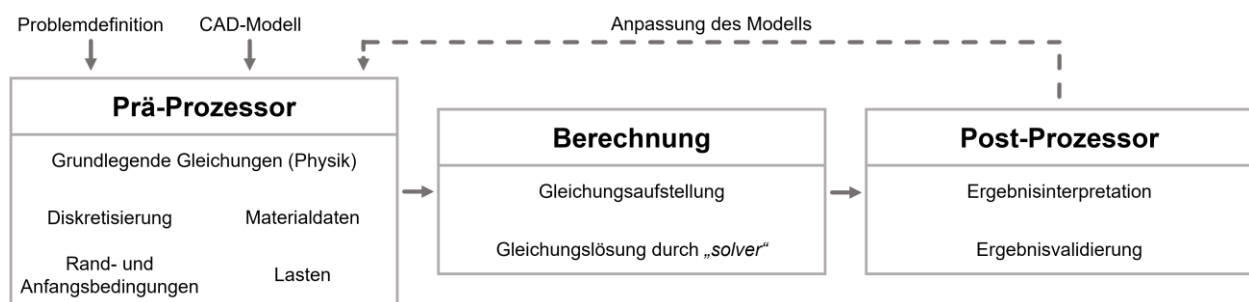 Problemdefinition
CAD-Modell
Anpassung des Modells
Prä-Prozessor
Grundlegende Gleichungen (Physik)
Diskretisierung
Materialdaten
Rand- und
Anfangsbedingungen
Lasten
Berechnung
Gleichungsaufstellung
Gleichungslösung durch „solver“
Post-Prozessor
Ergebnisinterpretation
Ergebnisvalidierung